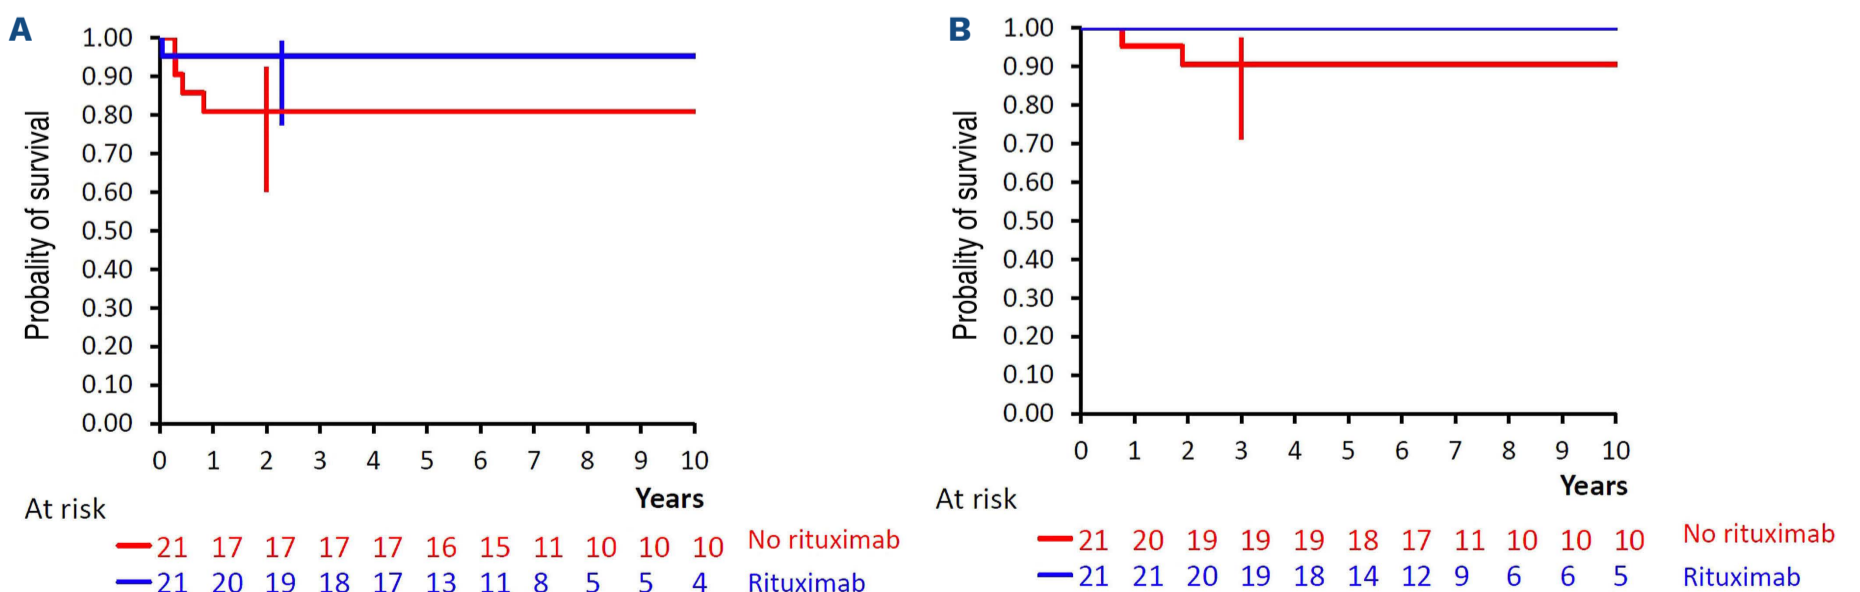 A
Probality of survival
1.00
0.90
0.80
0.70
0.60
0.50
0.40
0.30
0.20
0.10
0.00
0 1 2 3 4 5 6 7 8 9 10
Years
At risk
21 17 17 17 17 16 15 11 10 10 10 No rituximab
21 20 19 18 17 13 11 8 5 5 4 Rituximab
B
Probality of survival
1.00
0.90
0.80
0.70
0.60
0.50
0.40
0.30
0.20
0.10
0.00
0 1 2 3 4 5 6 7 8 9 10
Years
At risk
21 20 19 19 19 18 17 11 10 10 10 No rituximab
21 21 20 19 18 14 12 9 6 6 5 Rituximab